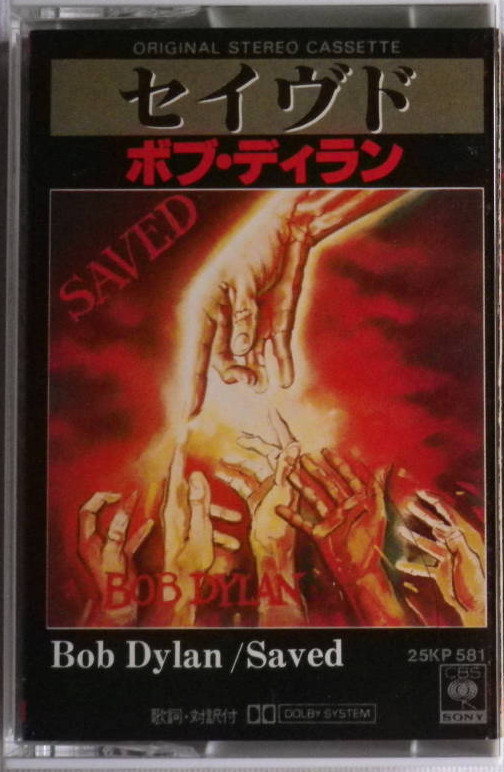 ORIGINAL STEREO CASSETTE
セイヴド
ボブ・ディラン
SAVED
BOB DYLAN
Bob Dylan /Saved
25KP 581
CBS
SONY
歌詞・対訳付 DOLBY SYSTEM